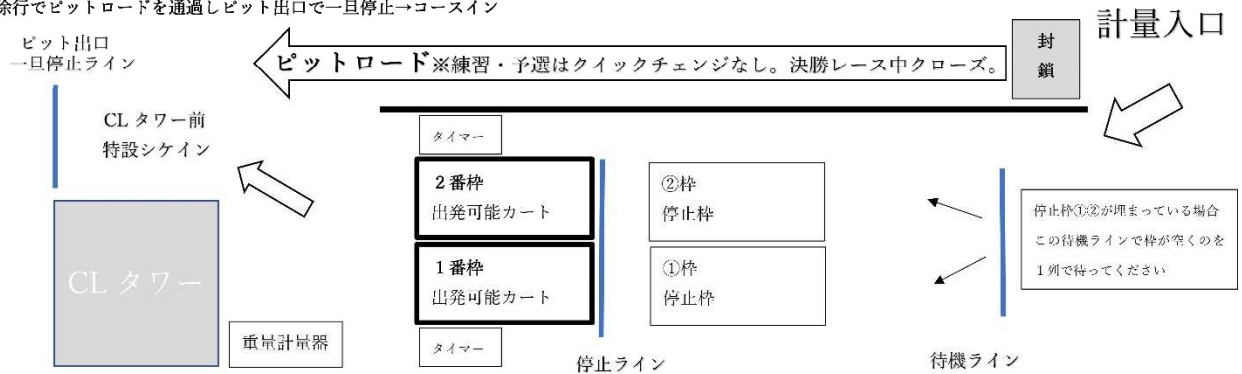 徐行でピットロードを通過しピット出口で一旦停止→コースイン
計量入口
ピット出口
一旦停止ライン
ピットロード※練習・予選はクイックチェンジなし。決勝レース中クローズ。
封
鎖
CL タワー前
特設シケイン
タイマー
2番枠
出発可能カート
②枠
停止枠
停止枠①②が埋まっている場合
この待機ラインで枠が空くのを
1列で待ってください
1番枠
出発可能カート
①枠
停止枠
CL タワー
重量計量器
タイマー
停止ライン
待機ライン